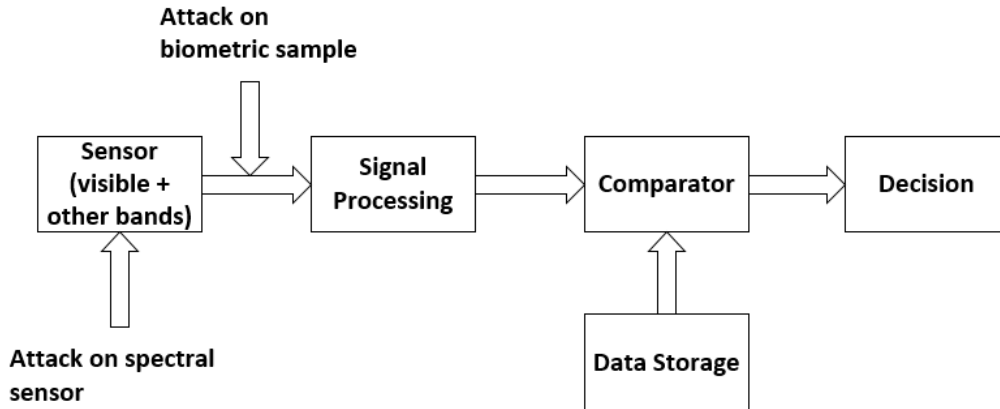 Attack on
biometric sample
Sensor
(visible +
other bands)
Signal
Processing
Comparator
Decision
Data Storage
Attack on spectral
sensor